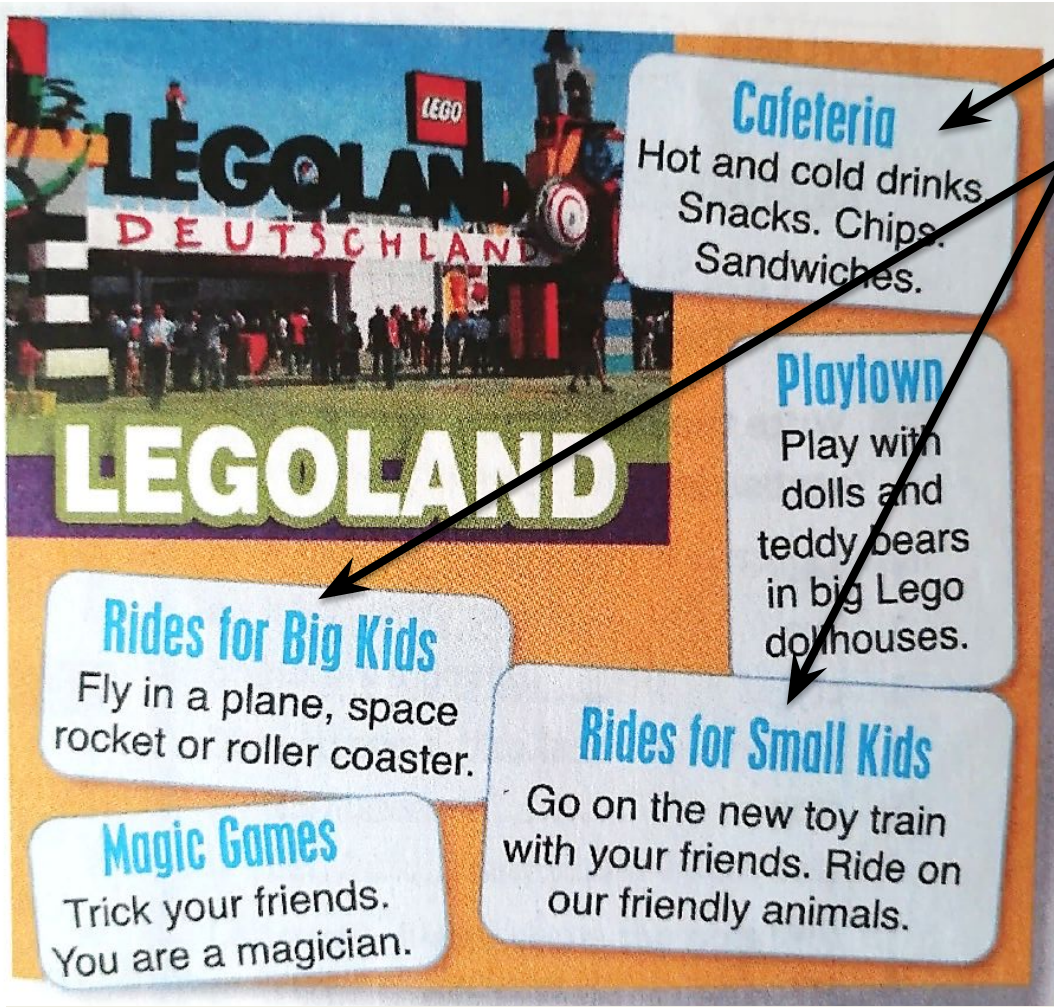 LEGO
LEGOLAND
DEUTSCHLAND
LEGOLAND
Cafeteria
Hot and cold drinks.
Snacks. Chips.
Sandwiches.
Playtown
Play with
dolls and
teddy bears
in big Lego
dollhouses.
Rides for Big Kids
Fly in a plane, space
rocket or roller coaster.
Rides for Small Kids
Go on the new toy train
with your friends. Ride on
our friendly animals.
Magic Games
Trick your friends.
You are a magician.